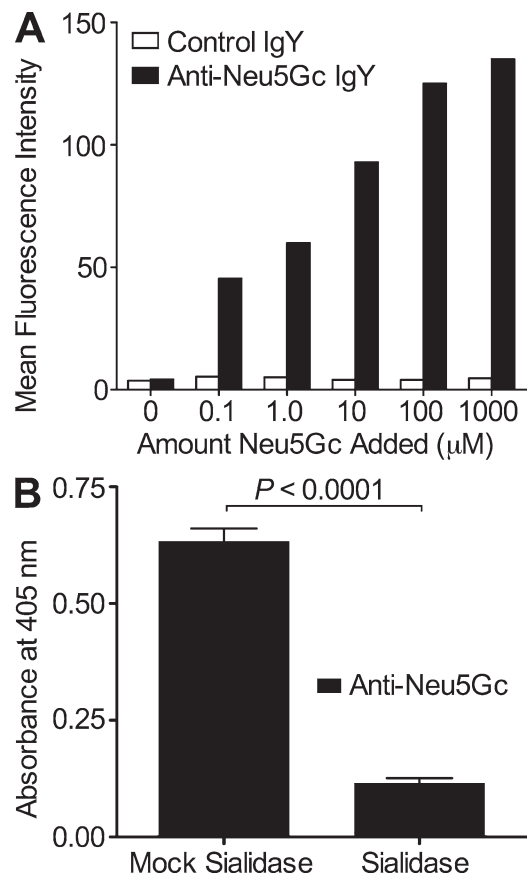 A
150
100
50
0
Mean Fluorescence Intensity
Control IgY
Anti-Neu5Gc IgY
0 0.1 1.0 10 100 1000
Amount Neu5Gc Added (μM)
B
0.75
0.50
0.25
0.00
Absorbance at 405 nm
P < 0.0001
Anti-Neu5Gc
Mock Sialidase Sialidase